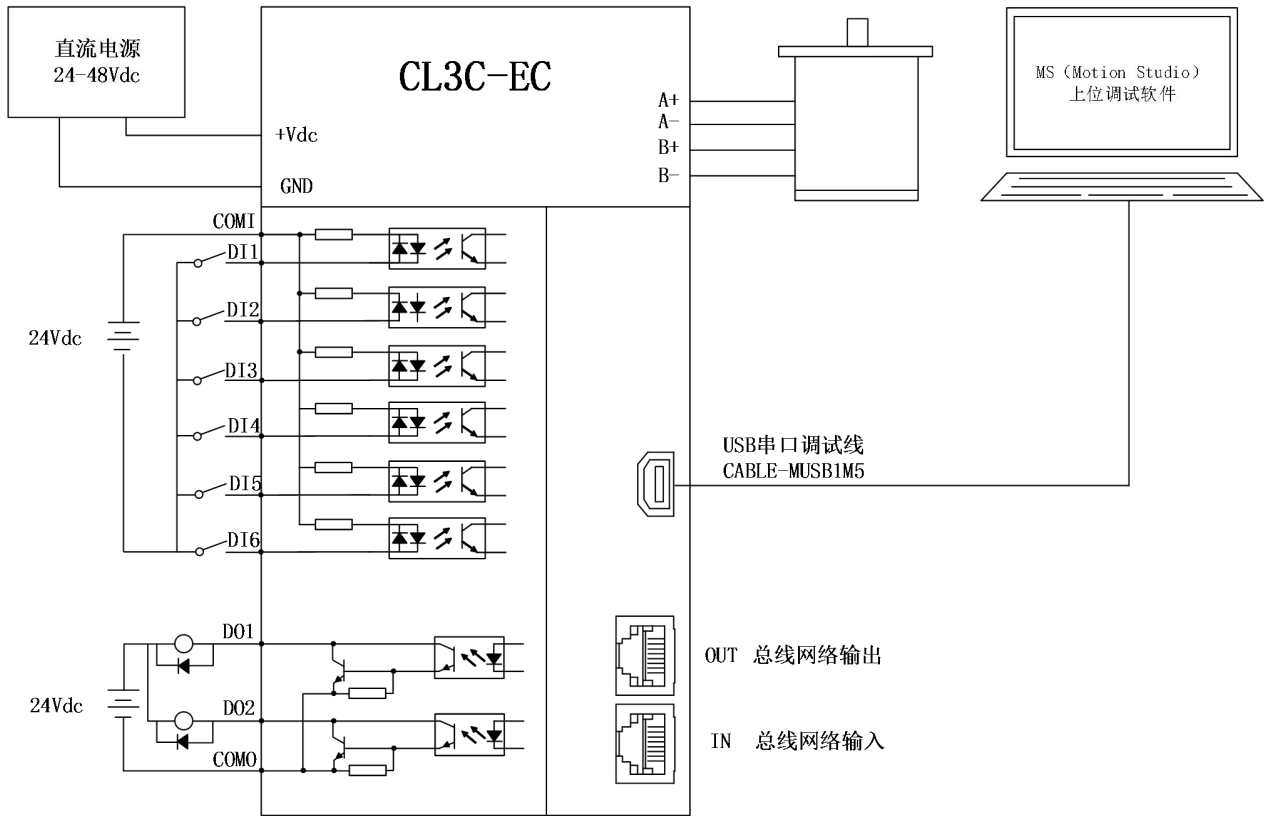 直流电源
24-48Vdc
CL3C-EC
MS（Motion Studio）
上位调试软件
+Vdc
GND
A+
A-
B+
B-
COMI
DI1
DI2
DI3
DI4
DI5
DI6
24Vdc
USB串口调试线
CABLE-MUSB1M5
DO1
DO2
COMO
24Vdc
OUT 总线网络输出
IN 总线网络输入